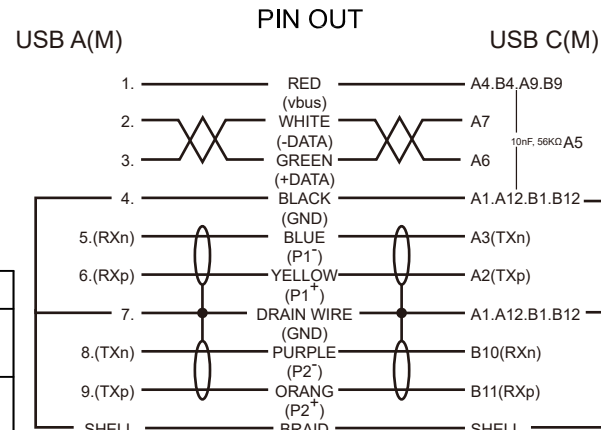 PIN OUT
USB A(M) USB C(M)
1. RED A4.B4.A9.B9
(vbus)
2. WHITE A7
(-DATA) 10nF, 56KΩ A5
3. GREEN A6
(+DATA)
4. BLACK A1.A12.B1.B12
(GND)
5.(RXn) BLUE A3(TXn)
(P1-)
6.(RXp) YELLOW A2(TXp)
(P1+)
7. DRAIN WIRE A1.A12.B1.B12
(GND)
8.(TXn) PURPLE B10(RXn)
(P2-)
9.(TXp) ORANG B11(RXp)
(P2+)
SHELL BRAID SHELL